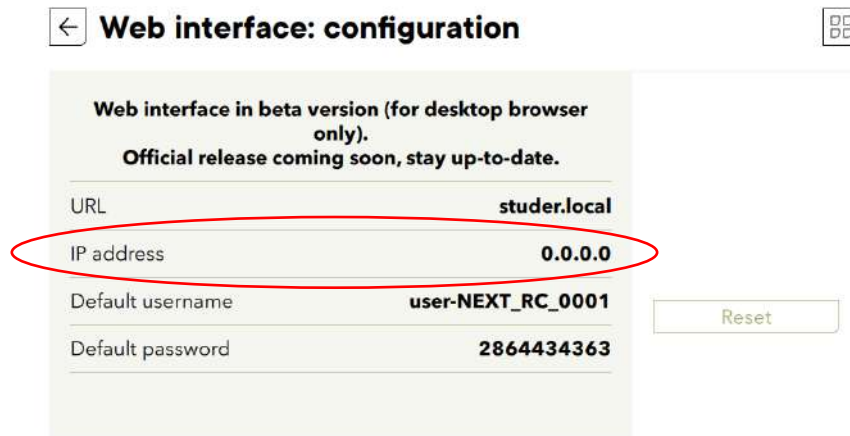 Web interface: configuration
Web interface in beta version (for desktop browser
only).
Official release coming soon, stay up-to-date.
URL studer.local
IP address 0.0.0.0
Default username user-NEXT_RC_0001
Reset
Default password 2864434363